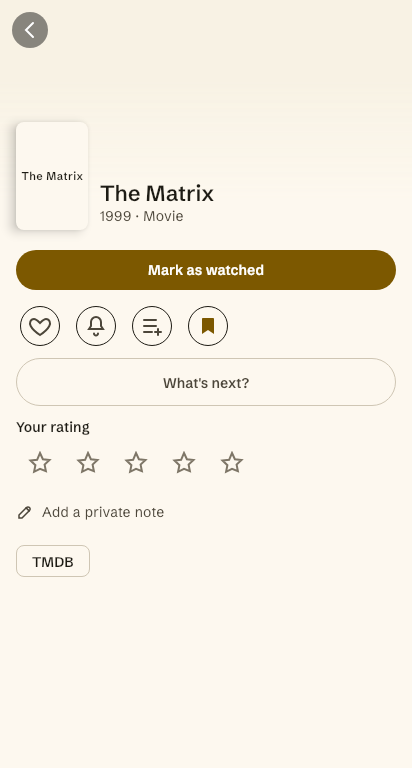 The Matrix
The Matrix
1999 · Movie
Mark as watched
What's next?
Your rating
Add a private note
TMDB